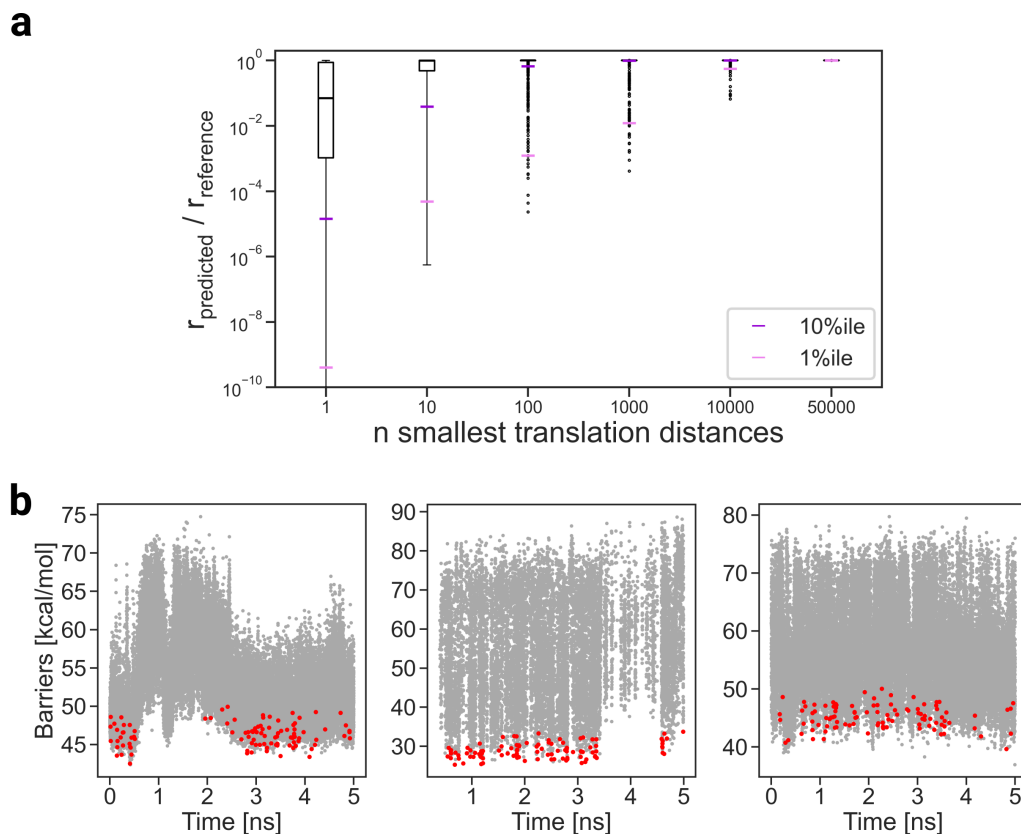 a
r_predicted / r_reference
10^0
10^-2
10^-4
10^-6
10^-8
10^-10
10%ile
1%ile
1 10 100 1000 10000 50000
n smallest translation distances
b
Barriers [kcal/mol]
75
70
65
60
55
50
45
0 1 2 3 4 5
Time [ns]
90
80
70
60
50
40
30
1 2 3 4 5
Time [ns]
80
70
60
50
40
0 1 2 3 4 5
Time [ns]